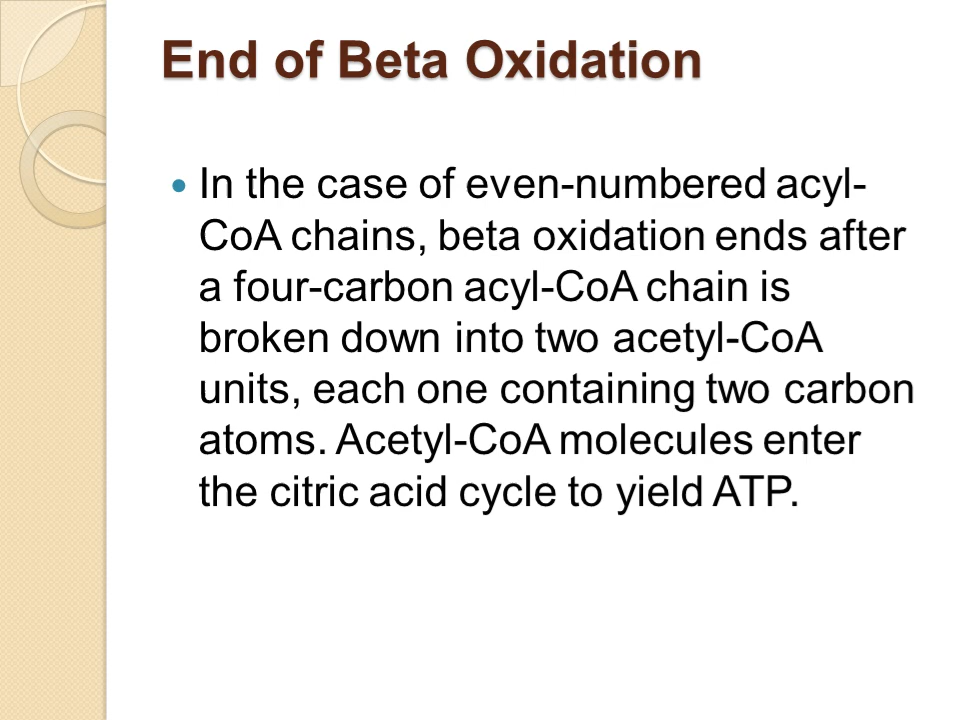 End of Beta Oxidation
• In the case of even-numbered acyl-
CoA chains, beta oxidation ends after
a four-carbon acyl-CoA chain is
broken down into two acetyl-CoA
units, each one containing two carbon
atoms. Acetyl-CoA molecules enter
the citric acid cycle to yield ATP.